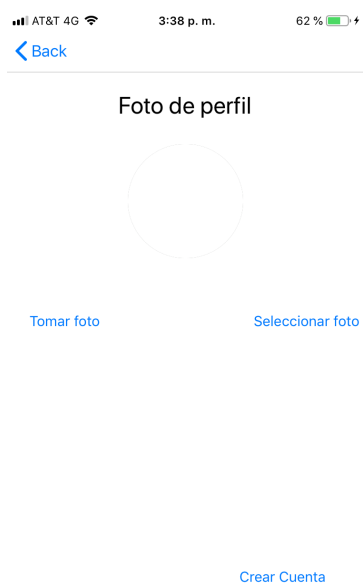 AT&T 4G 3:38 p. m. 62 %
Back
Foto de perfil
Tomar foto Seleccionar foto
Crear Cuenta